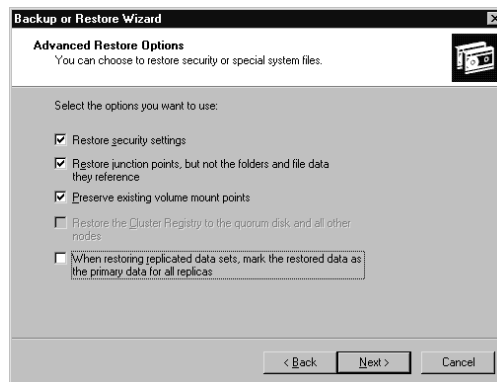 Backup or Restore Wizard
Advanced Restore Options
You can choose to restore security or special system files.
Select the options you want to use:
Restore security settings
Restore junction points, but not the folders and file data
they reference
Preserve existing volume mount points
Restore the Cluster Registry to the quorum disk and all other
nodes
When restoring replicated data sets, mark the restored data as
the primary data for all replicas
< Back
Next >
Cancel